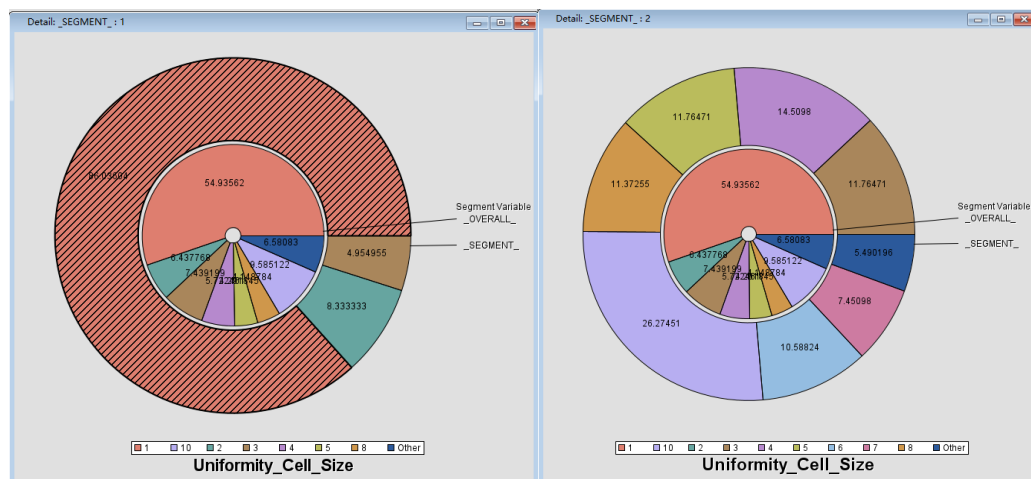 Detail: _SEGMENT_ : 1
54.93562
Segment Variable
_OVERALL_
6.58083
_SEGMENT_
6.437768
9.585122
7.439199
4.954955
8.333333
1 10 2 3 4 5 8 Other
Uniformity_Cell_Size
Detail: _SEGMENT_ : 2
14.5098
11.76471
11.76471
11.37255
54.93562
Segment Variable
_OVERALL_
6.58083
_SEGMENT_
5.490196
6.437768
9.585122
7.439199
7.45098
26.27451
10.58824
1 10 2 3 4 5 6 7 8 Other
Uniformity_Cell_Size